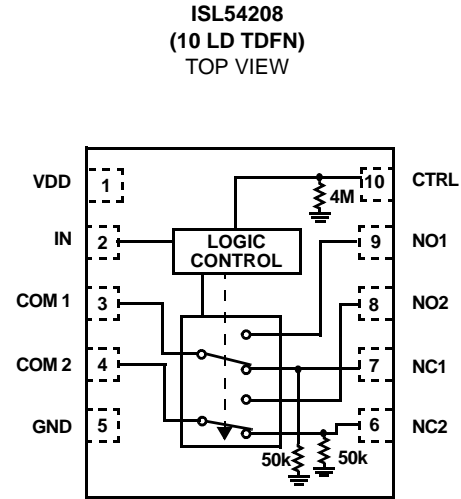 ISL54208
(10 LD TDFN)
TOP VIEW
VDD 1 10 CTRL
4M
IN 2 LOGIC CONTROL 9 NO1
COM 1 3 8 NO2
COM 2 4 7 NC1
GND 5 6 NC2
50k 50k